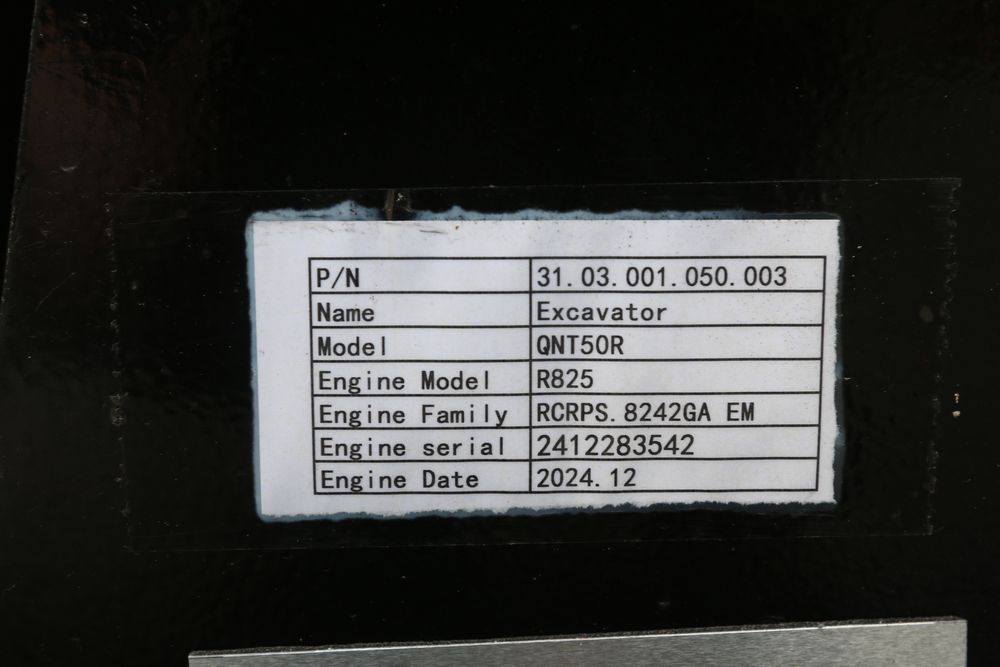 P/N 31.03.001.050.003
Name Excavator
Model QNT50R
Engine Model R825
Engine Family RCRPS.8242GA EM
Engine serial 2412283542
Engine Date 2024.12